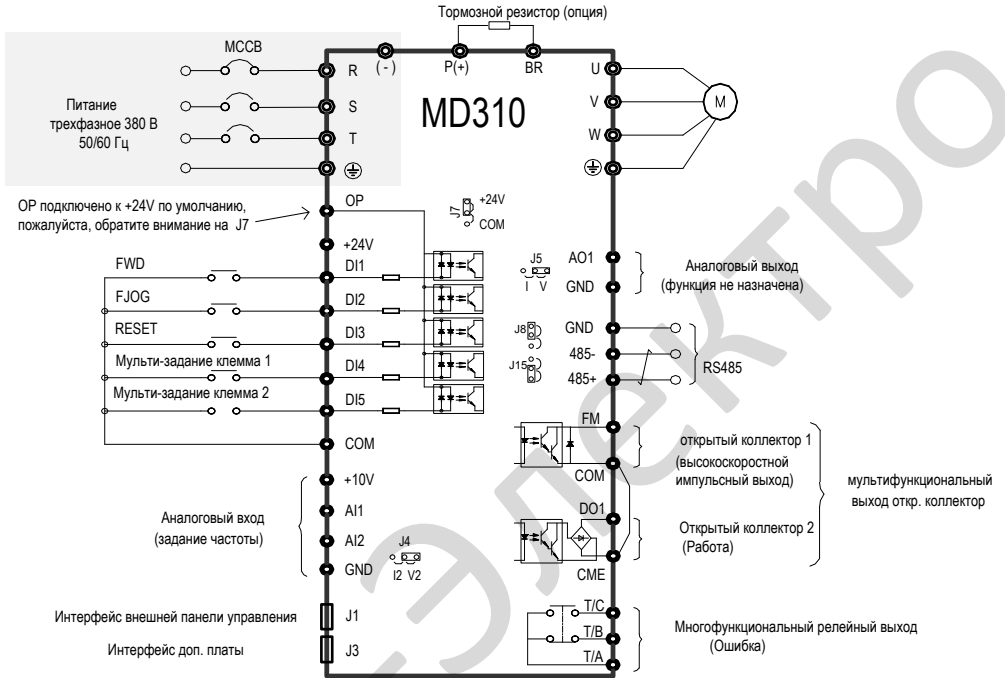 Тормозной резистор (опция)
MCCB
R
S
T
Питание
трехфазное 380 В
50/60 Гц
( - )
P(+)
BR
MD310
U
V
W
M
OP подключено к +24V по умолчанию,
пожалуйста, обратите внимание на J7
OP
+24V
J7
+24V
COM
FWD
DI1
FJOG
DI2
RESET
DI3
Мульти-задание клемма 1
DI4
Мульти-задание клемма 2
DI5
COM
J5
I V
AO1
GND
Аналоговый выход
(функция не назначена)
J8
J15
GND
485-
485+
RS485
+10V
AI1
AI2
GND
Аналоговый вход
(задание частоты)
J4
I2 V2
FM
COM
открытый коллектор 1
(высокоскоростной
импульсный выход)
DO1
CME
Открытый коллектор 2
(Работа)
мультифункциональный
выход откр. коллектор
Интерфейс внешней панели управления
J1
Интерфейс доп. платы
J3
T/C
T/B
T/A
Многофункциональный релейный выход
(Ошибка)
Электро